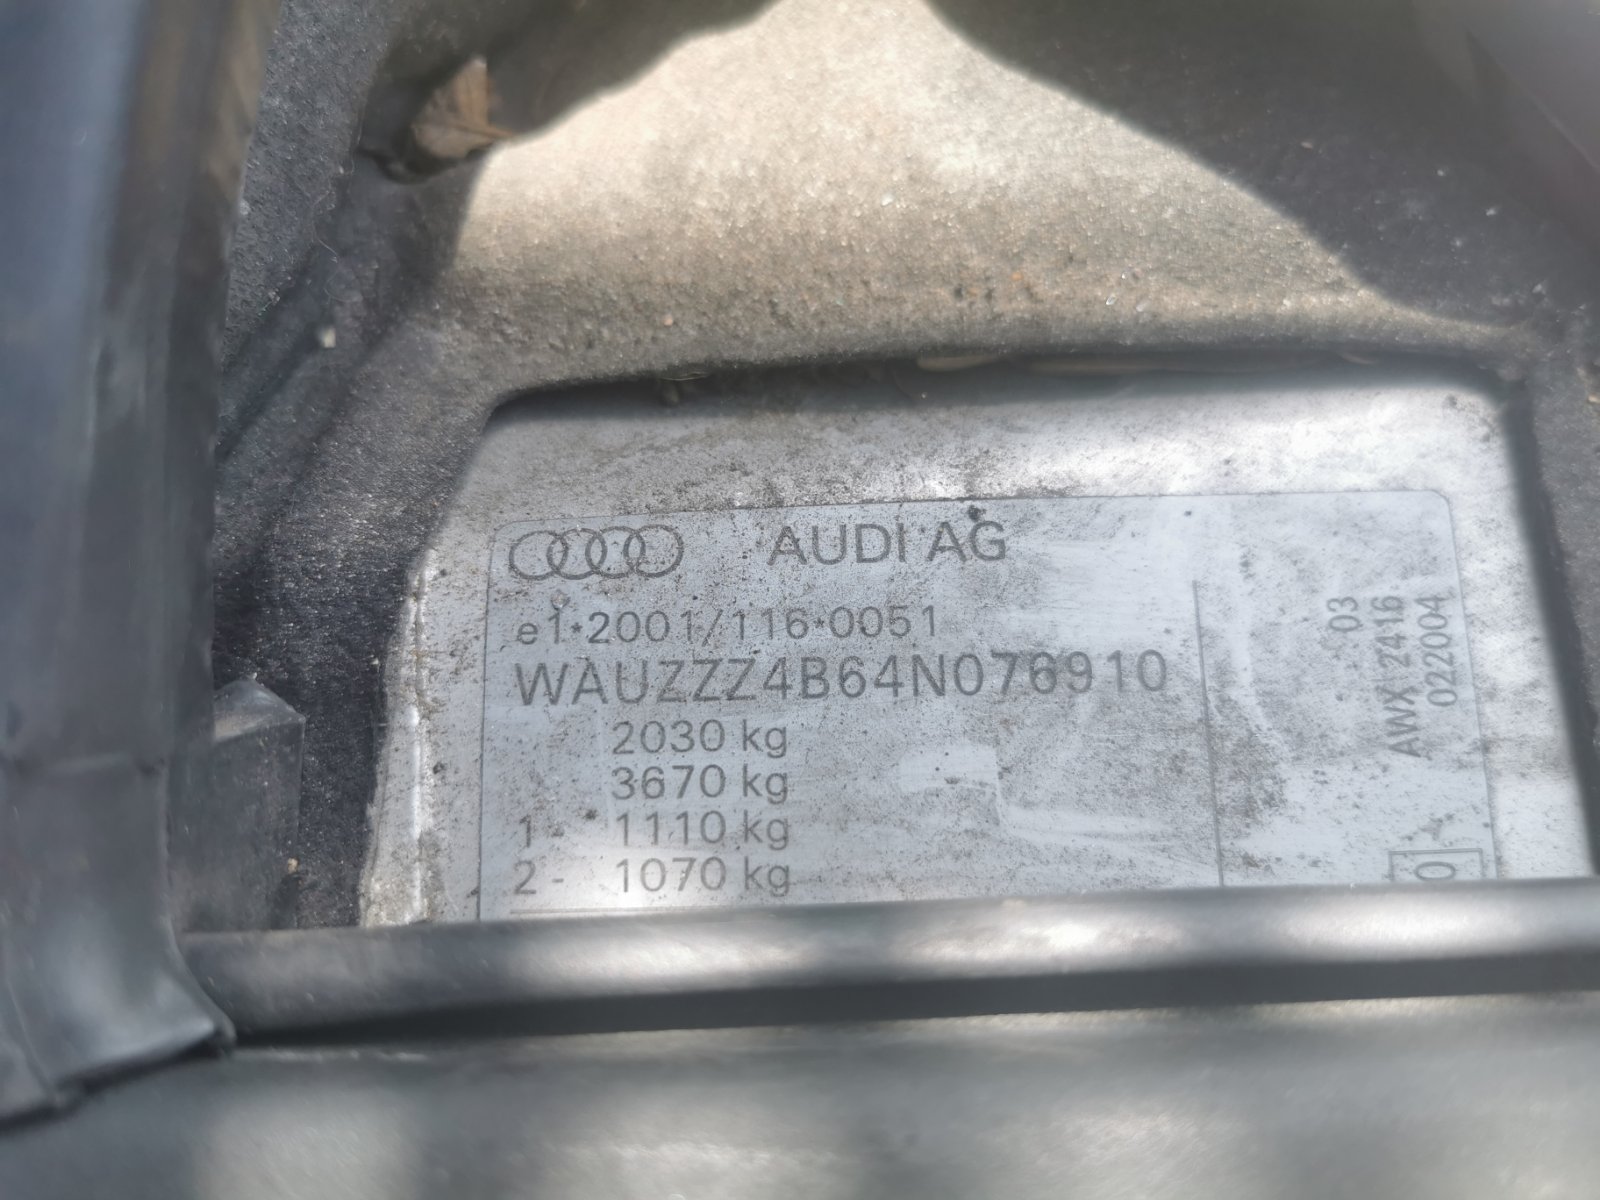 AUDI AG
e1*2001/116*0051
WAUZZZ4B64N076910
2030 kg
3670 kg
1- 1110 kg
2- 1070 kg
03
AWX 2416
022004
0